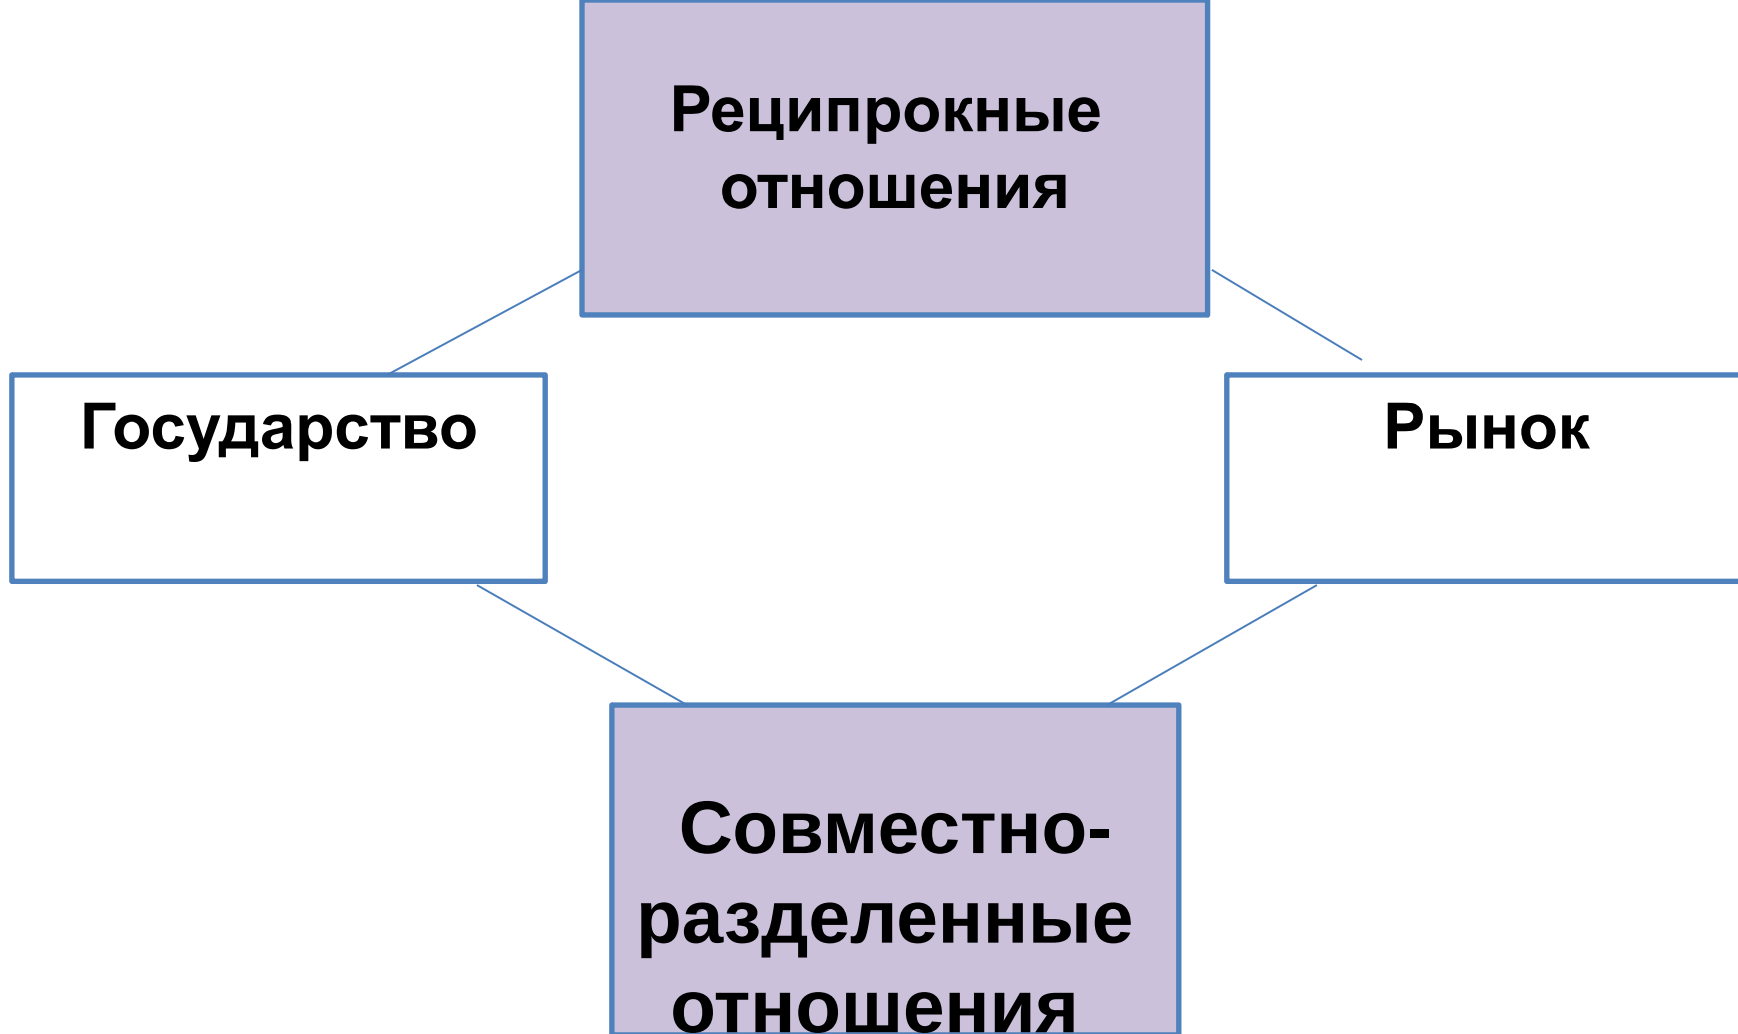 Реципрокные
отношения
Государство
Рынок
Совместно-
разделенные
отношения